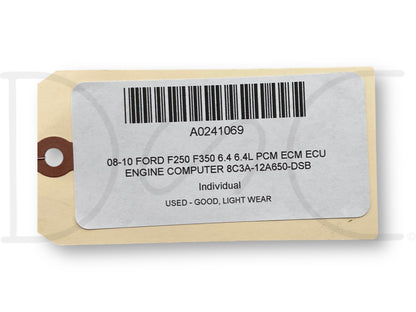 A0241069
08-10 FORD F250 F350 6.4 6.4L PCM ECM ECU
ENGINE COMPUTER 8C3A-12A650-DSB
Individual
USED - GOOD, LIGHT WEAR